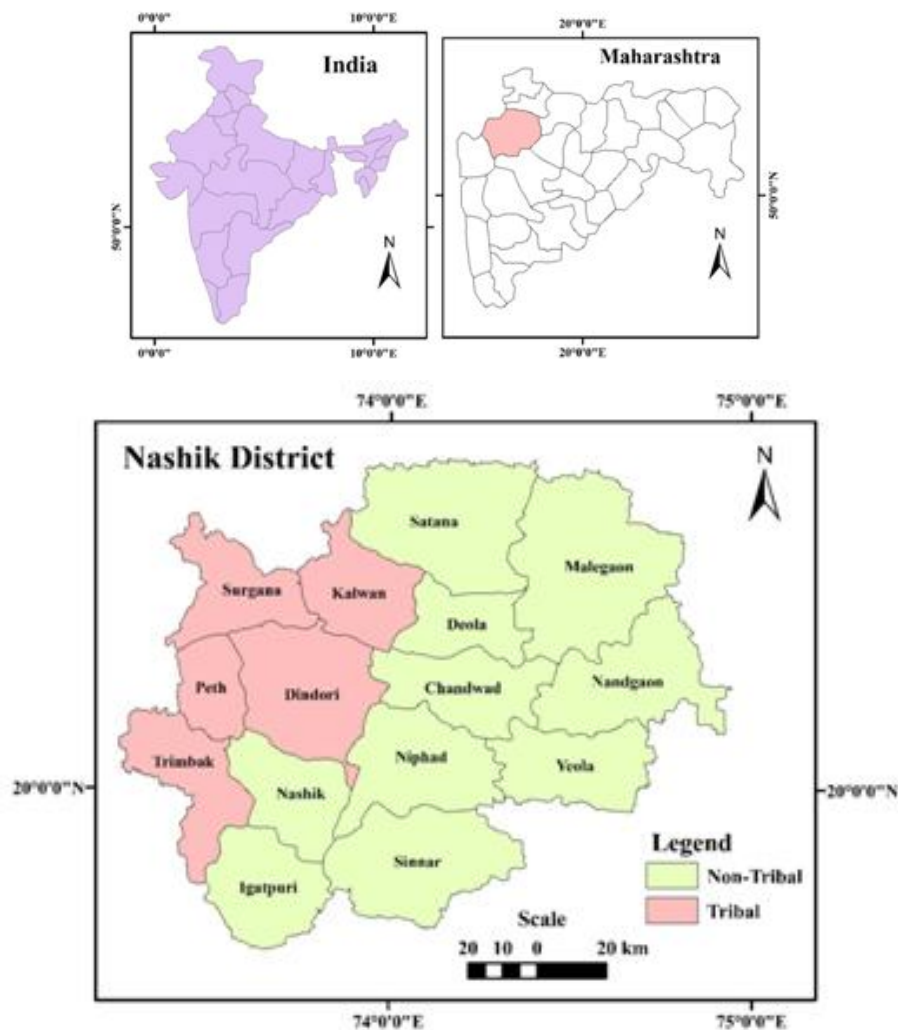 0°0'0"
10°0'0"E
India
50°0'0"N
N
0°0'0"
10°0'0"E
20°0'0"E
Maharashtra
50°0'0"N
N
20°0'0"E
74°0'0"E
75°0'0"E
Nashik District
N
Satana
Malegaon
Surgana
Kalwan
Deola
Peth
Dindori
Chandwad
Nandgaon
Trimbak
Niphad
Yeola
20°0'0"N
Nashik
20°0'0"N
Igatpuri
Sinnar
Legend
Non-Tribal
Tribal
Scale
20 10 0 20 km
74°0'0"E
75°0'0"E